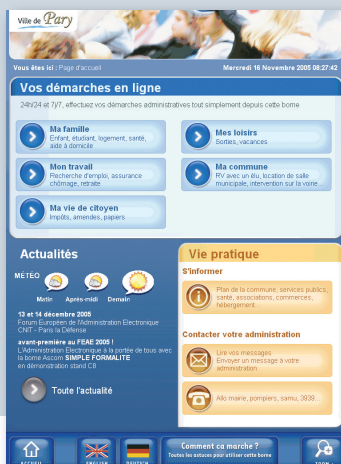 Ville de Pary
Vous êtes ici : Page d'accueil
Mercredi 16 Novembre 2005 08:27:42
Vos démarches en ligne
24h/24 et 7j/7, effectuez vos démarches administratives tout simplement depuis cette borne
Ma famille
Enfant, étudiant, logement, santé,
aide à domicile
Mes loisirs
Sorties, vacances
Mon travail
Recherche d'emploi, assurance
chômage, retraite
Ma commune
RV avec un élu, location de salle
municipale, intervention sur la voirie...
Ma vie de citoyen
Impôts, amendes, papiers
Actualités
MÉTÉO
Matin Après-midi Demain
13 et 14 décembre 2005
Forum Européen de l'Administration Electronique
CNIT - Paris la Défense
avant-première au FEAE 2005 !
L'Administration Electronique à la portée de tous avec
la borne Ascom SIMPLE FORMALITE
en démonstration stand C8
Toute l'actualité
Vie pratique
S'informer
Plan de la commune, services publics,
santé, associations, commerces,
hébergement...
Contacter votre administration
Lire vos messages
Envoyer un message à votre
administration
Allo mairie, pompiers, samu, 3939...
ACCUEIL
ENGLISH
DEUTSCH
Comment ca marche ?
Toutes les astuces pour utiliser cette borne
ZOOM +